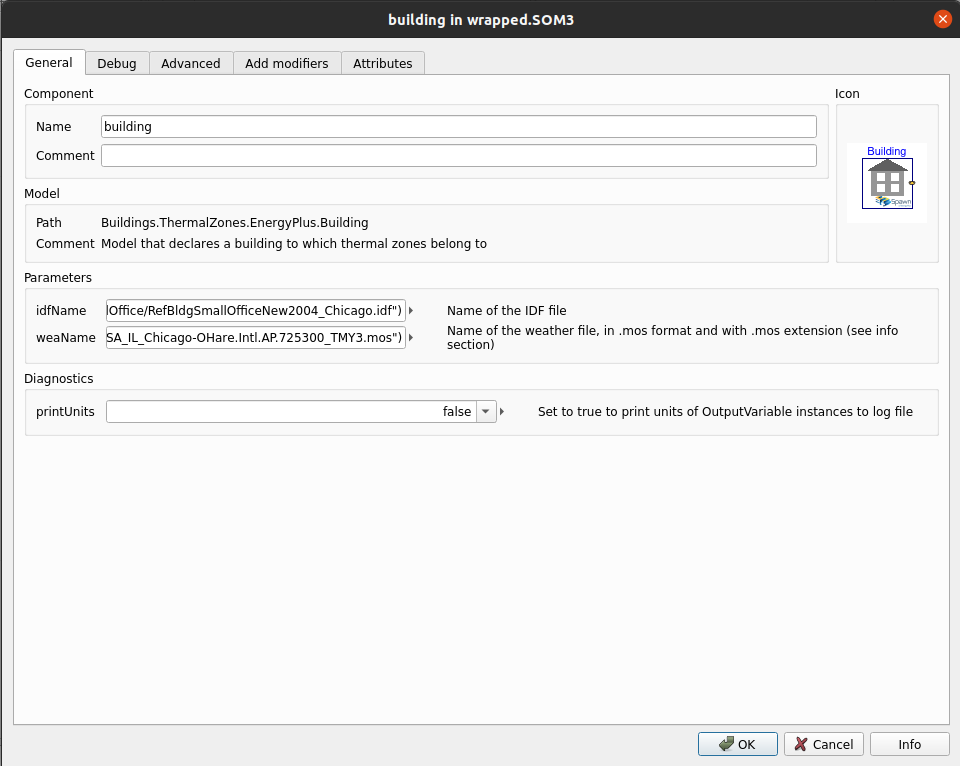 building in wrapped.SOM3
General
Debug
Advanced
Add modifiers
Attributes
Component
Name
building
Comment
Icon
Building
Spawn
Model
Path
Buildings.ThermalZones.EnergyPlus.Building
Comment
Model that declares a building to which thermal zones belong to
Parameters
idfName
lOffice/RefBldgSmallOfficeNew2004_Chicago.idf")
Name of the IDF file
weaName
SA_IL_Chicago-OHare.Intl.AP.725300_TMY3.mos")
Name of the weather file, in .mos format and with .mos extension (see info
section)
Diagnostics
printUnits
false
Set to true to print units of OutputVariable instances to log file
OK
Cancel
Info